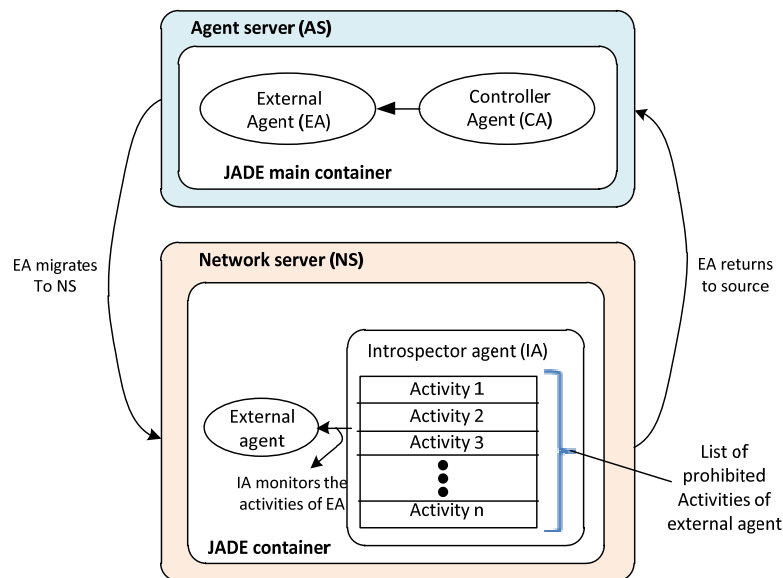 Agent server (AS)
External
Agent (EA)
Controller
Agent (CA)
JADE main container
EA migrates
To NS
EA returns
to source
Network server (NS)
Introspector agent (IA)
Activity 1
Activity 2
Activity 3
Activity n
External
agent
IA monitors the
activities of EA
List of
prohibited
Activities of
external agent
JADE container